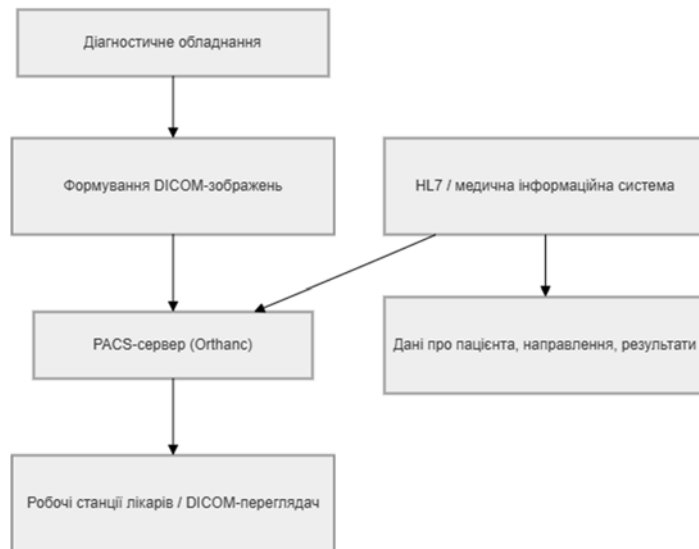 Діагностичне обладнання
Формування DICOM-зображень
HL7 / медична інформаційна система
PACS-сервер (Orthanc)
Дані про пацієнта, направлення, результати
Робочі станції лікарів / DICOM-переглядач